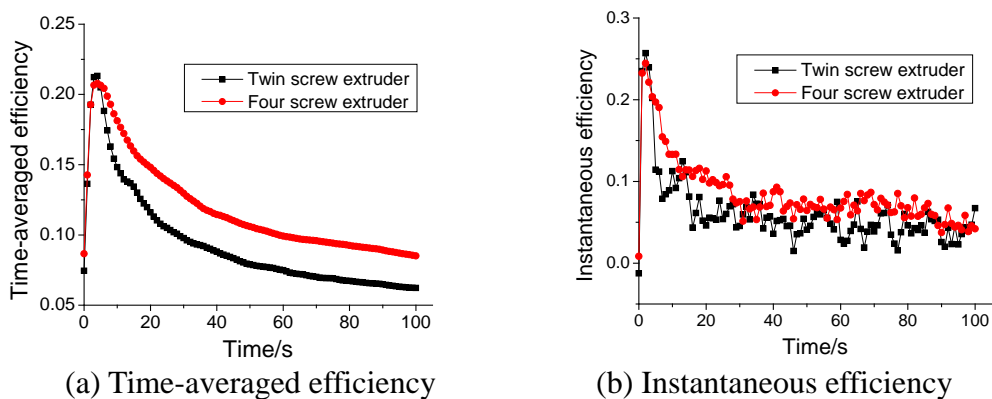 0.25
0.20
0.15
0.10
0.05
Time-averaged efficiency
Twin screw extruder
Four screw extruder
0
20
40
60
80
100
Time/s
(a) Time-averaged efficiency
0.3
0.2
0.1
0.0
Instantaneous efficiency
Twin screw extruder
Four screw extruder
0
20
40
60
80
100
Time/s
(b) Instantaneous efficiency